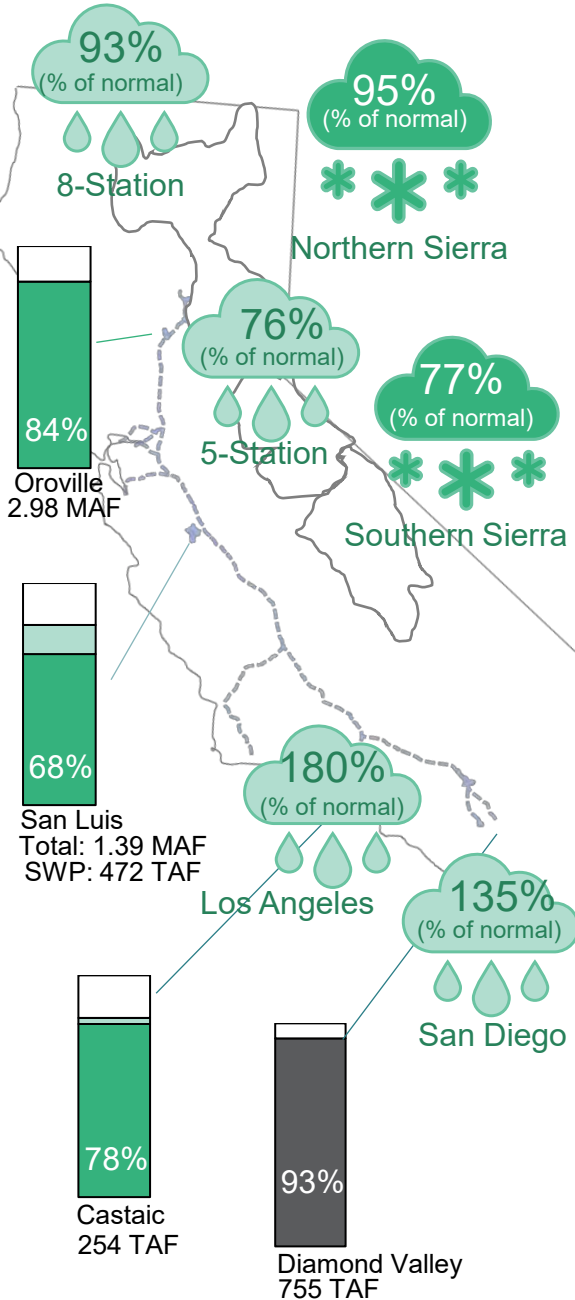 93%
(% of normal)
8-Station
95%
(% of normal)
Northern Sierra
76%
(% of normal)
5-Station
77%
(% of normal)
Southern Sierra
84%
Oroville
2.98 MAF
68%
San Luis
Total: 1.39 MAF
SWP: 472 TAF
180%
(% of normal)
Los Angeles
135%
(% of normal)
San Diego
78%
Castaic
254 TAF
93%
Diamond Valley
755 TAF